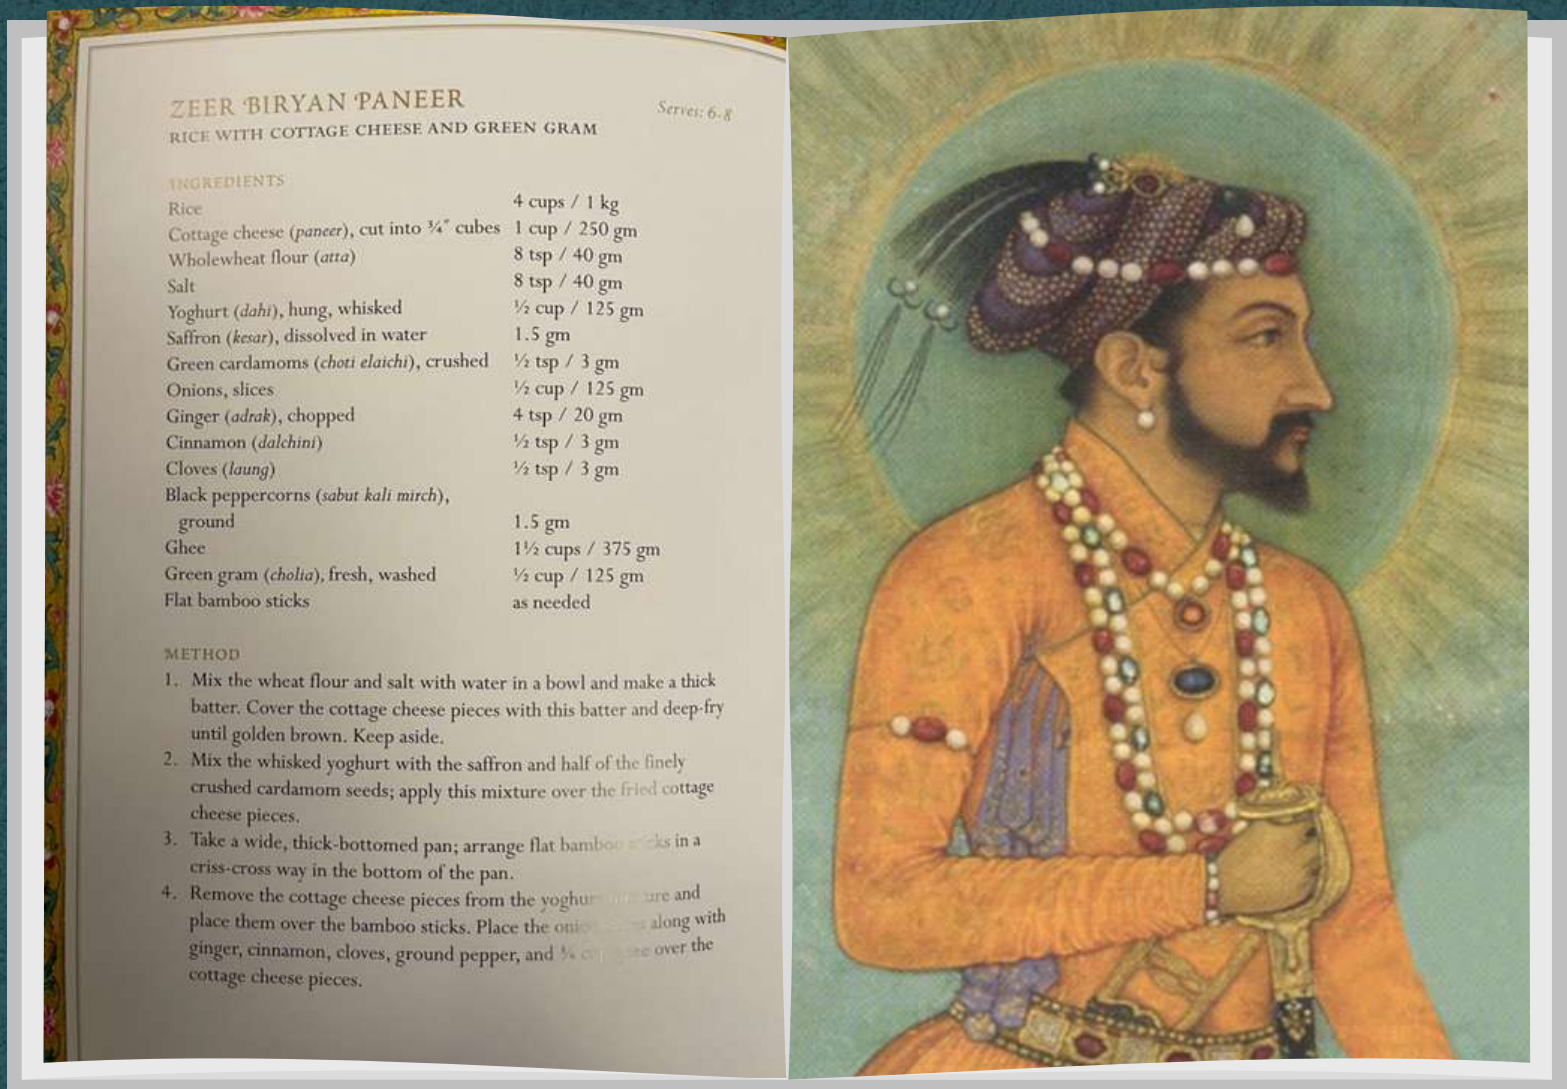 ZEER BIRYAN PANEER
Serves: 6-8
RICE WITH COTTAGE CHEESE AND GREEN GRAM
INGREDIENTS
Rice 4 cups / 1 kg
Cottage cheese (paneer), cut into ¾" cubes 1 cup / 250 gm
Wholewheat flour (atta) 8 tsp / 40 gm
Salt 8 tsp / 40 gm
Yoghurt (dahi), hung, whisked ½ cup / 125 gm
Saffron (kesar), dissolved in water 1.5 gm
Green cardamoms (choti elaichi), crushed ½ tsp / 3 gm
Onions, slices ½ cup / 125 gm
Ginger (adrak), chopped 4 tsp / 20 gm
Cinnamon (dalchini) ½ tsp / 3 gm
Cloves (laung) ½ tsp / 3 gm
Black peppercorns (sabut kali mirch),
ground 1.5 gm
Ghee 1½ cups / 375 gm
Green gram (cholia), fresh, washed ½ cup / 125 gm
Flat bamboo sticks as needed
METHOD
1. Mix the wheat flour and salt with water in a bowl and make a thick
batter. Cover the cottage cheese pieces with this batter and deep-fry
until golden brown. Keep aside.
2. Mix the whisked yoghurt with the saffron and half of the finely
crushed cardamom seeds; apply this mixture over the fried cottage
cheese pieces.
3. Take a wide, thick-bottomed pan; arrange flat bamboo in a
criss-cross way in the bottom of the pan.
4. Remove the cottage cheese pieces from the and
place them over the bamboo sticks. Place the along with
ginger, cinnamon, cloves, ground pepper, and over the
cottage cheese pieces.